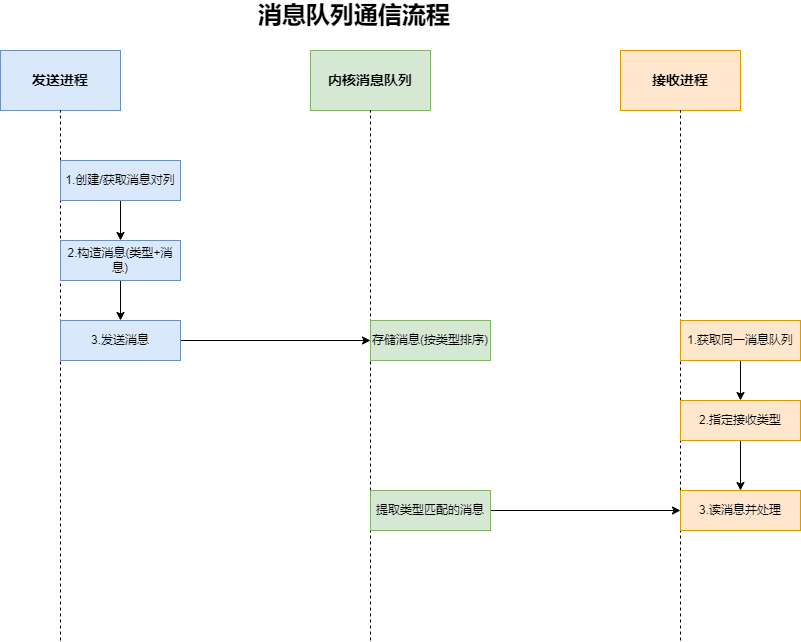 消息队列通信流程
发送进程
内核消息队列
接收进程
1.创建/获取消息对列
2.构造消息(类型+消
息)
3.发送消息
存储消息(按类型排序)
1.获取同一消息队列
2.指定接收类型
提取类型匹配的消息
3.读消息并处理